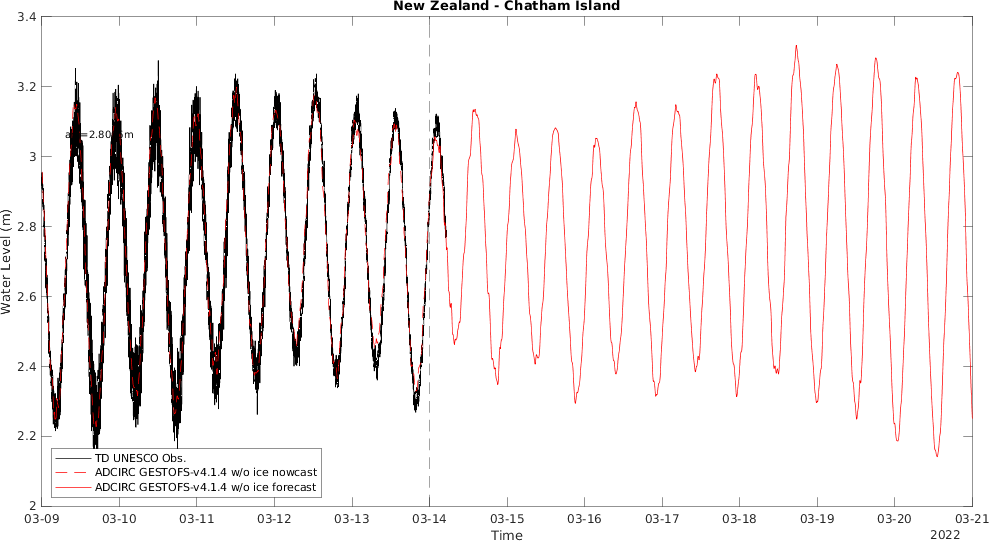 New Zealand - Chatham Island
3.4
3.2
3
2.8
2.6
2.4
2.2
2
Water Level (m)
TD UNESCO Obs.
ADCIRC GESTOFS-v4.1.4 w/o ice nowcast
ADCIRC GESTOFS-v4.1.4 w/o ice forecast
03-09 03-10 03-11 03-12 03-13 03-14 03-15 03-16 03-17 03-18 03-19 03-20 03-21
Time
2022